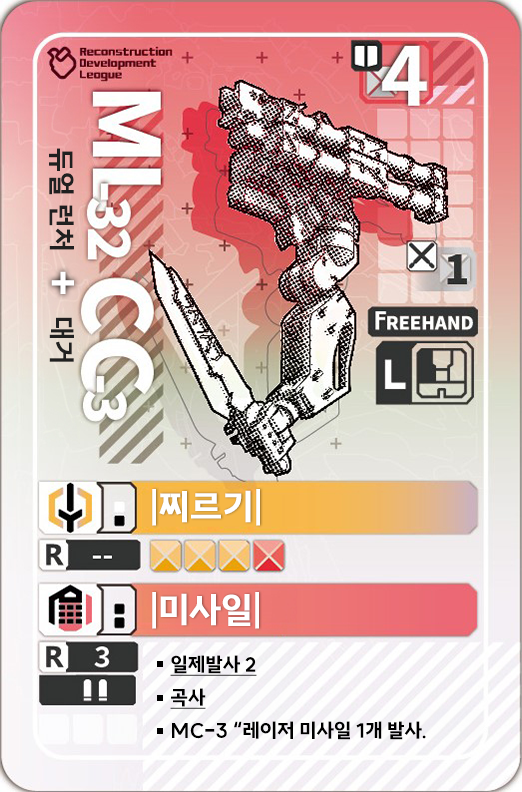 Reconstruction
Development
League
4
ML-32 CC-3
듀얼 런처 + 대거
1
FREEHAND
L
|찌르기|
R --
|미사일|
R 3
▪ 일제발사 2
▪ 곡사
▪ MC-3 “레이저 미사일 1개 발사.